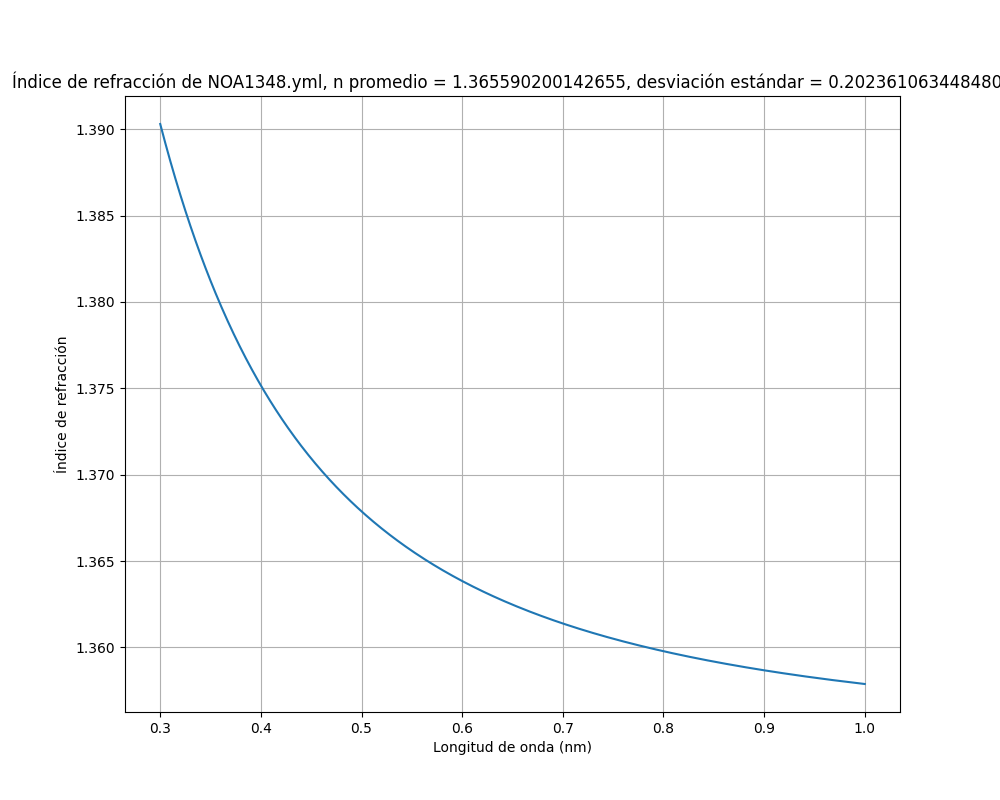 Índice de refracción de NOA1348.yml, n promedio = 1.365590200142655, desviación estándar = 0.202361063448480
1.390
1.385
1.380
1.375
1.370
1.365
1.360
Índice de refracción
0.3 0.4 0.5 0.6 0.7 0.8 0.9 1.0
Longitud de onda (nm)